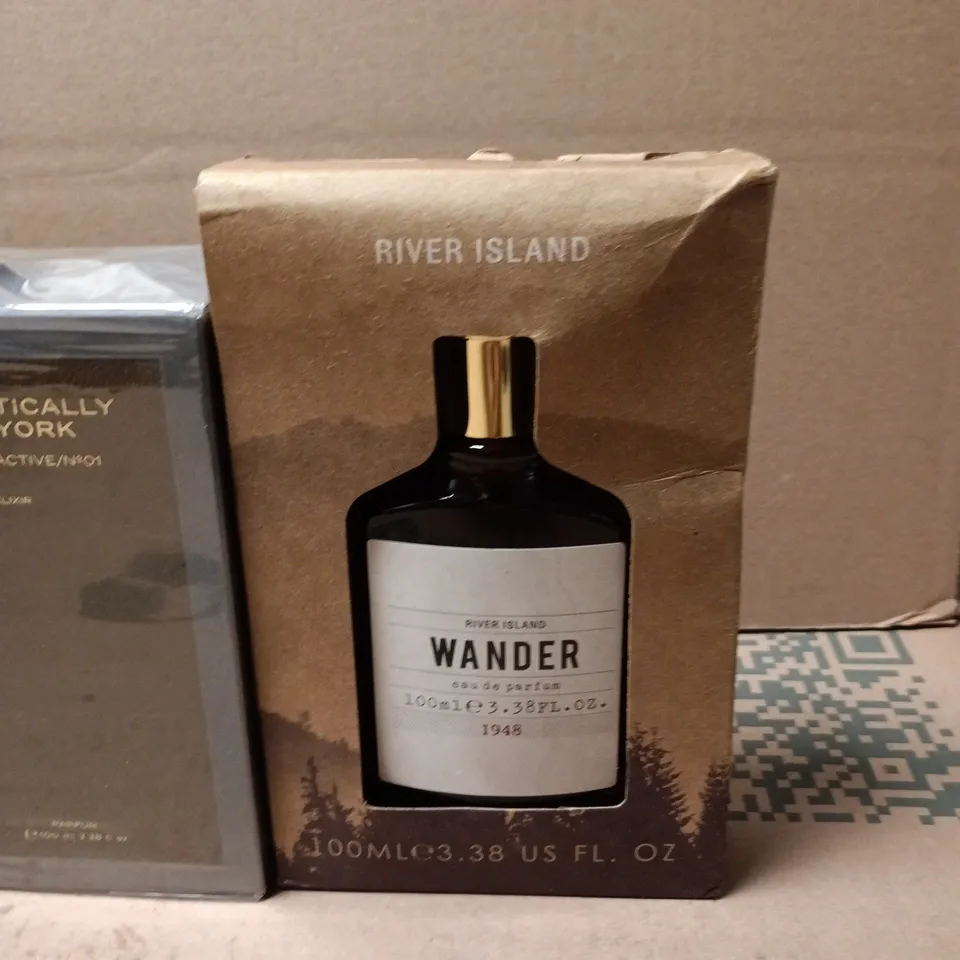 TICALLY
YORK
ACTIVE/Nº01
LIXIR
PARFUM
RIVER ISLAND
RIVER ISLAND
WANDER
eau de parfum
100ml℮3.38FL.OZ.
1948
100ML℮3.38 US FL. OZ